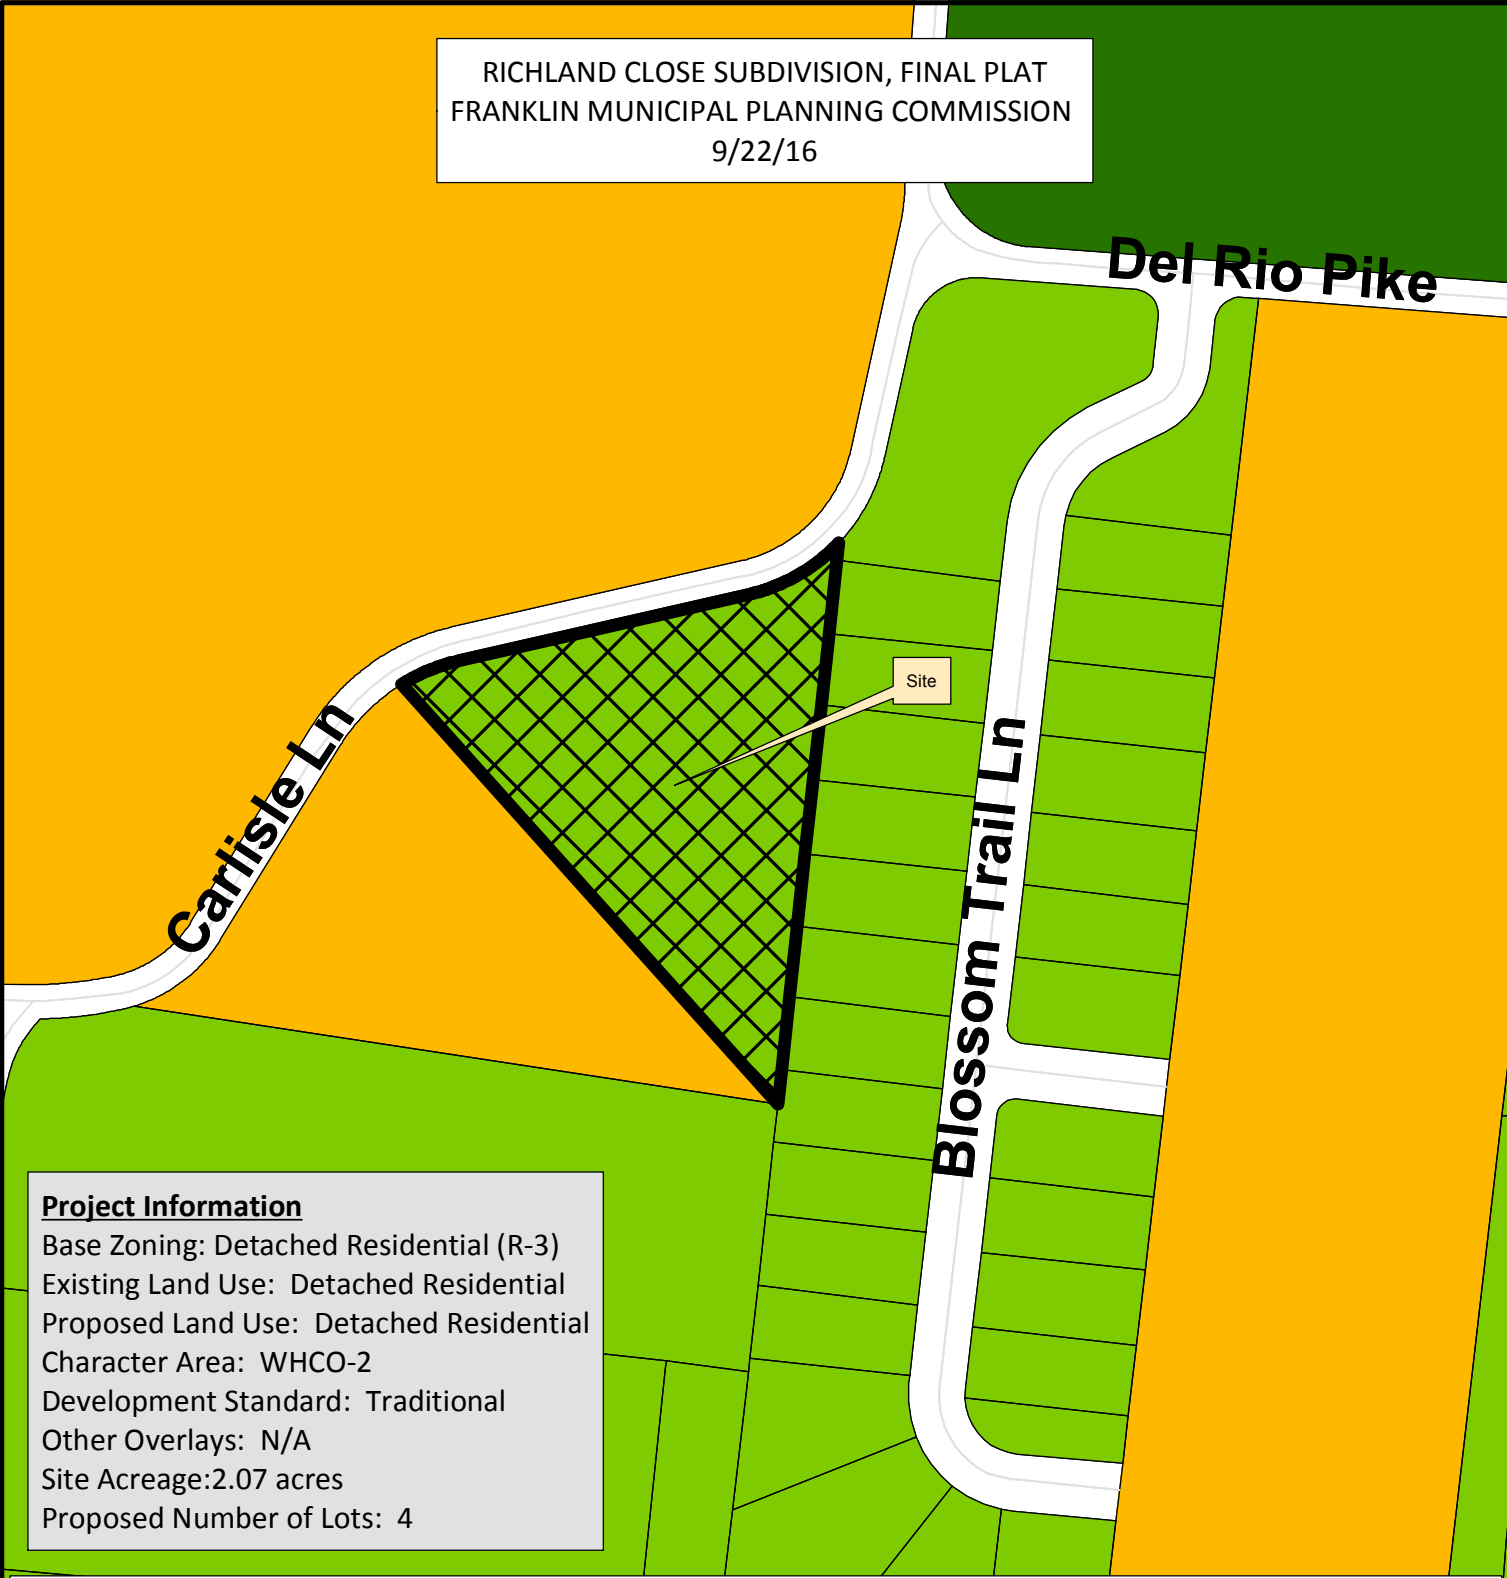 RICHLAND CLOSE SUBDIVISION, FINAL PLAT
FRANKLIN MUNICIPAL PLANNING COMMISSION
9/22/16
Del Rio Pike
Site
Carlisle Ln
Blossom Trail Ln
Project Information
Base Zoning: Detached Residential (R-3)
Existing Land Use: Detached Residential
Proposed Land Use: Detached Residential
Character Area: WHCO-2
Development Standard: Traditional
Other Overlays: N/A
Site Acreage:2.07 acres
Proposed Number of Lots: 4